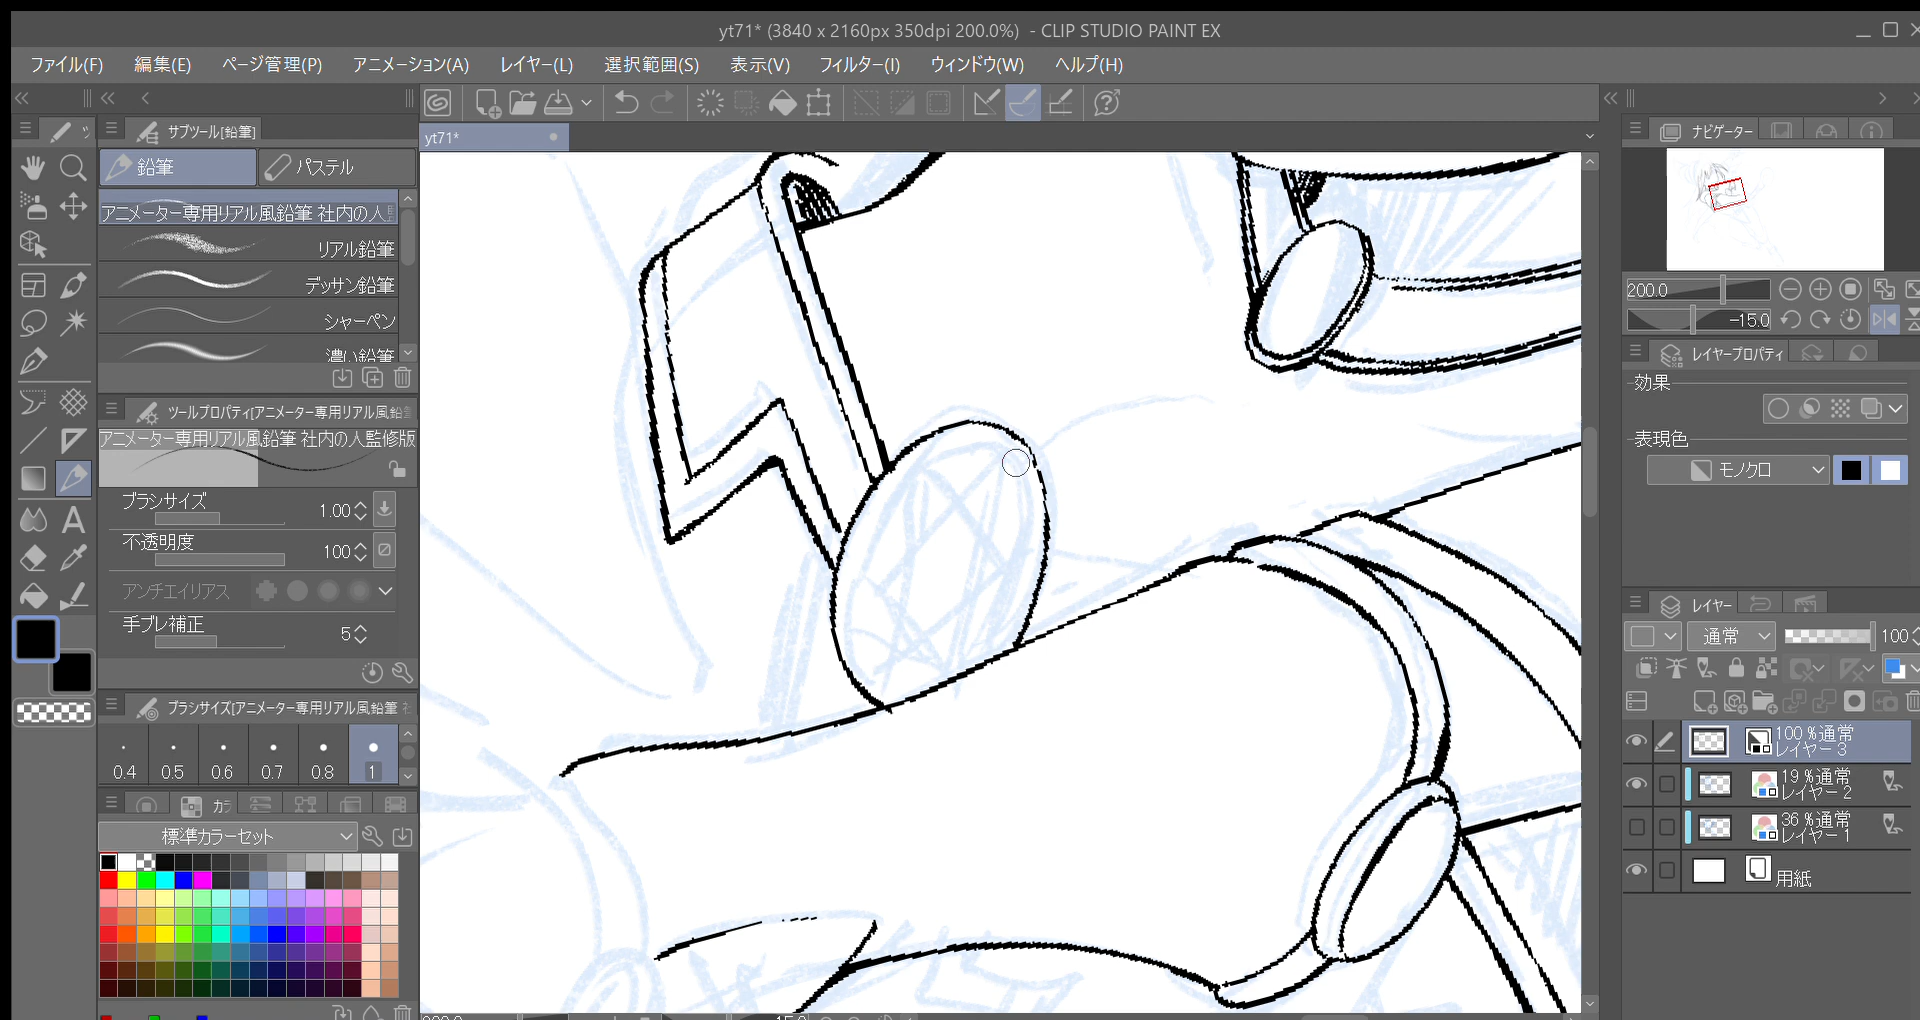 yt71* (3840 x 2160px 350dpi 200.0%) - CLIP STUDIO PAINT EX
ファイル(F) 編集(E) ページ管理(P) アニメーション(A) レイヤー(L) 選択範囲(S) 表示(V) フィルター(I) ウィンドウ(W) ヘルプ(H)
サブツール[鉛筆]
yt71*
ナビゲーター
鉛筆
パステル
アニメーター専用リアル風鉛筆 社内の人
リアル鉛筆
デッサン鉛筆
シャーペン
濃い鉛筆
200.0
-15.0
レイヤープロパティ
効果
表現色
モノクロ
ツールプロパティ[アニメーター専用リアル風鉛筆
アニメーター専用リアル風鉛筆 社内の人監修版
ブラシサイズ 1.00
不透明度 100
アンチエイリアス
手ブレ補正 5
レイヤー
通常 100
ブラシサイズ[アニメーター専用リアル風鉛筆
0.4 0.5 0.6 0.7 0.8 1
カラ
標準カラーセット
100 %通常
レイヤー 3
19 %通常
レイヤー 2
36 %通常
レイヤー 1
用紙